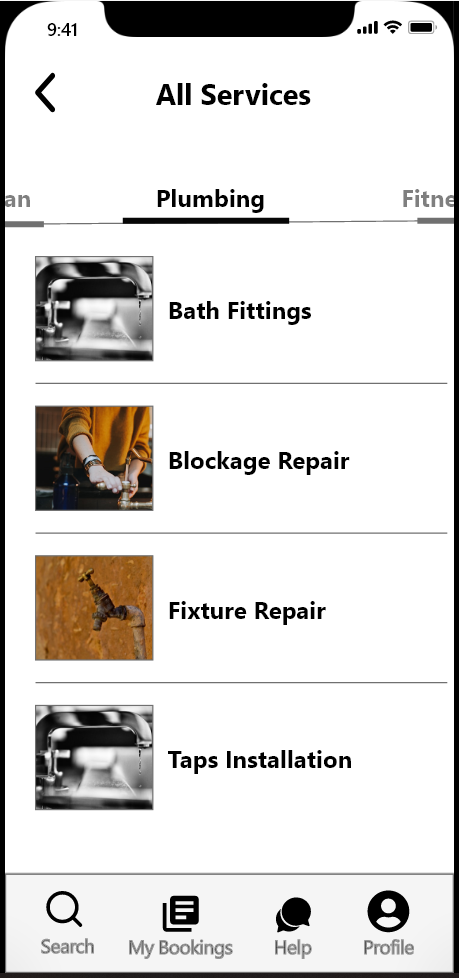 9:41
All Services
an Plumbing Fitne
Bath Fittings
Blockage Repair
Fixture Repair
Taps Installation
Search My Bookings Help Profile